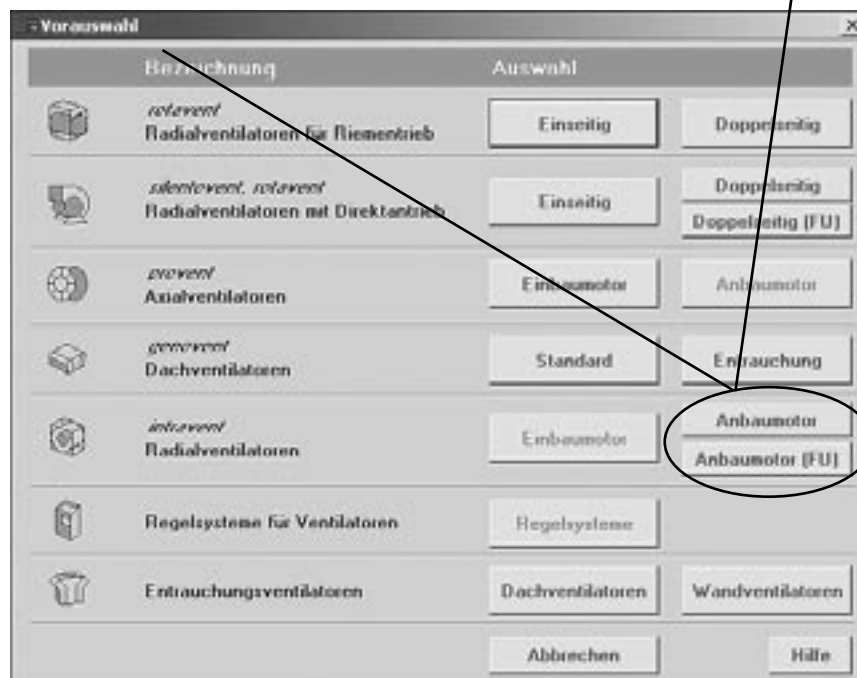 Vorauswahl
Bezeichnung Auswahl
rotavent
Radialventilatoren für Riementrieb Einseitig Doppelseitig
silentovent, rotavent
Radialventilatoren mit Direktantrieb Einseitig Doppelseitig
Doppelseitig (FU)
provent
Axialventilatoren Einbaumotor Anbaumotor
genovent
Dachventilatoren Standard Entrauchung
intravent
Radialventilatoren Einbaumotor Anbaumotor
Anbaumotor (FU)
Regelsysteme für Ventilatoren Regelsysteme
Entrauchungsventilatoren Dachventilatoren Wandventilatoren
Abbrechen Hilfe